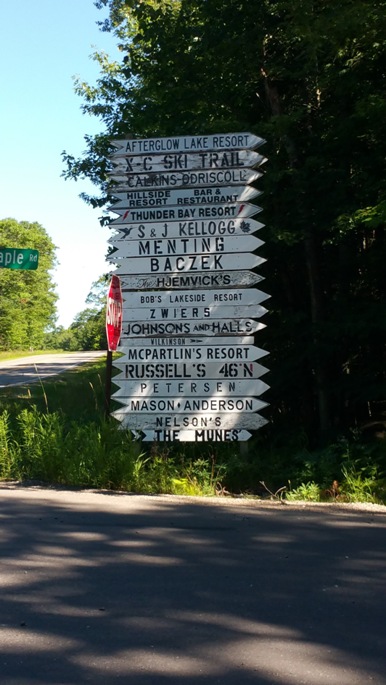 AFTERGLOW LAKE RESORT
X-C SKI TRAIL
CALKINS-DDRISCOLL
HILLSIDE BAR &
RESORT RESTAURANT
THUNDER BAY RESORT
S & J KELLOGG
MENTING
BACZEK
The HJEMVICK'S
BOB'S LAKESIDE RESORT
ZWIERS
JOHNSONS AND HALLS
WILKINSON
MCPARTLIN'S RESORT
RUSSELL'S 46°N
PETERSEN
MASON • ANDERSON
NELSON'S
THE MUNES
aple Rd
STOP